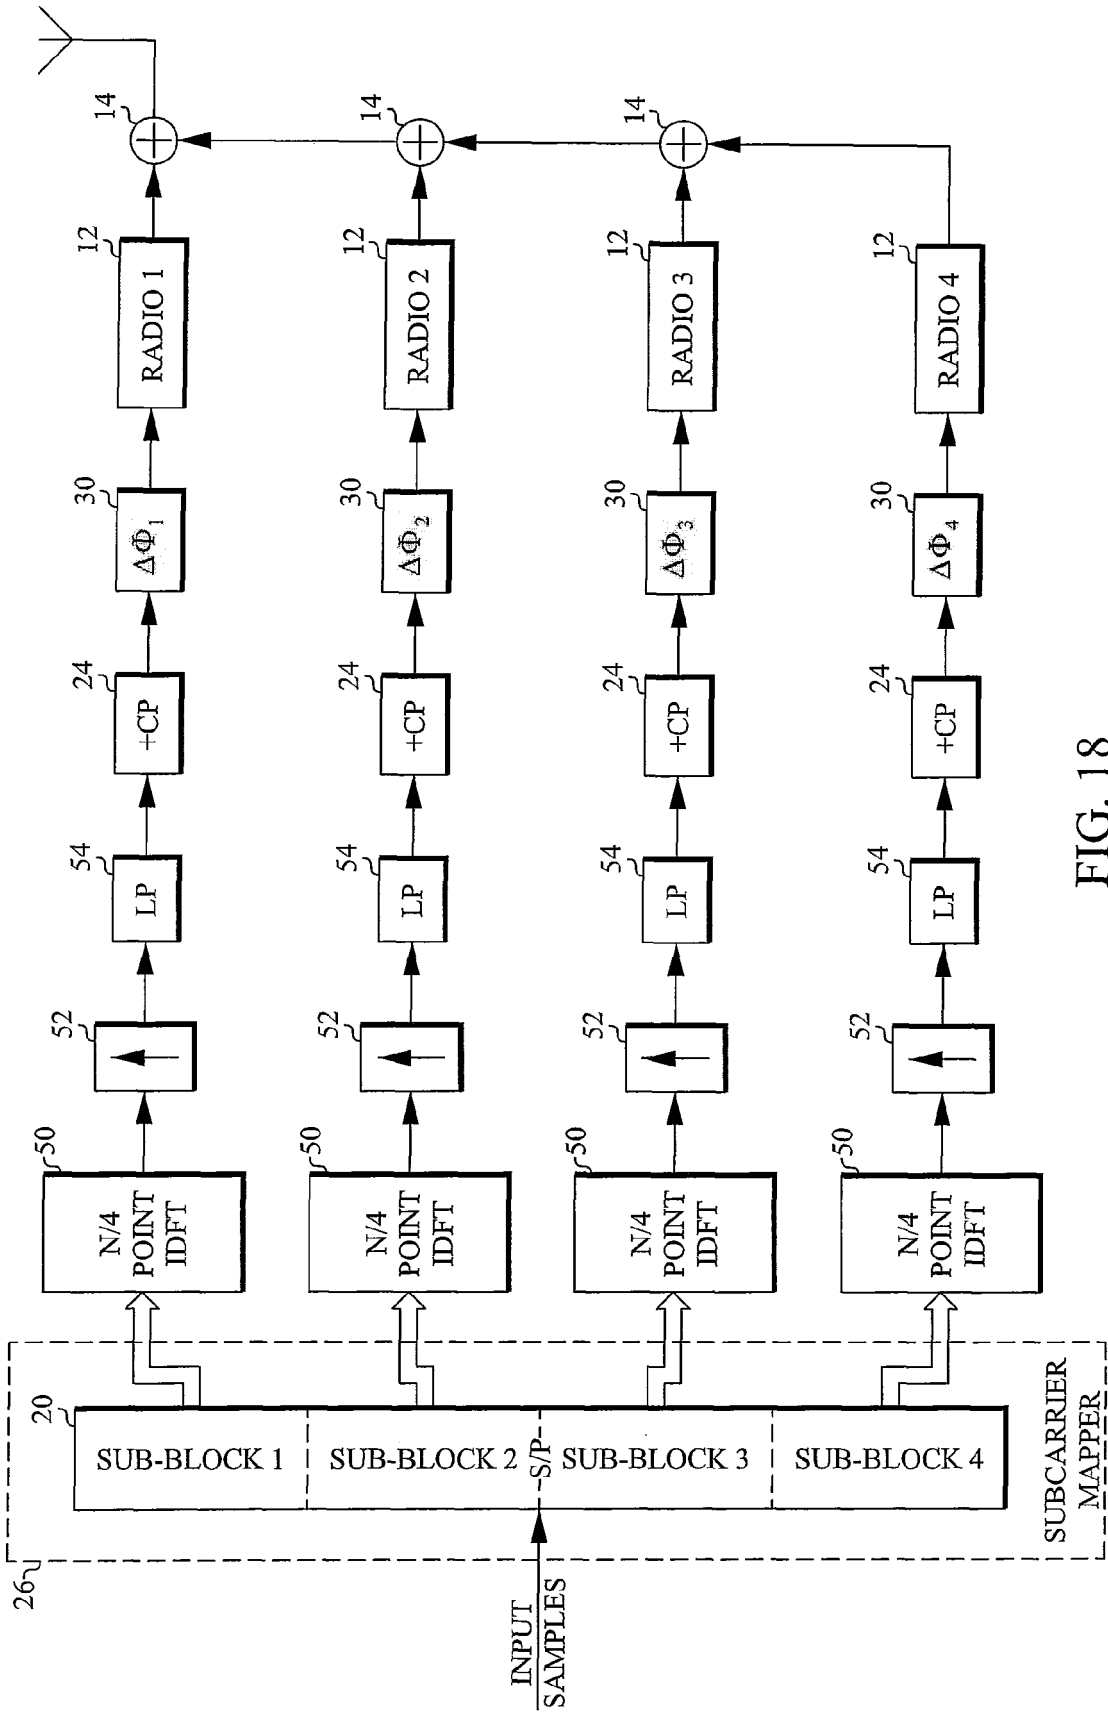 26
INPUT
SAMPLES
20
SUB-BLOCK 1
SUB-BLOCK 2
S/P
SUB-BLOCK 3
SUB-BLOCK 4
SUBCARRIER
MAPPER
50
N/4
POINT
IDFT
52
54
LP
24
+CP
30
ΔΦ1
12
RADIO 1
14
50
N/4
POINT
IDFT
52
54
LP
24
+CP
30
ΔΦ2
12
RADIO 2
14
50
N/4
POINT
IDFT
52
54
LP
24
+CP
30
ΔΦ3
12
RADIO 3
14
50
N/4
POINT
IDFT
52
54
LP
24
+CP
30
ΔΦ4
12
RADIO 4
FIG. 18